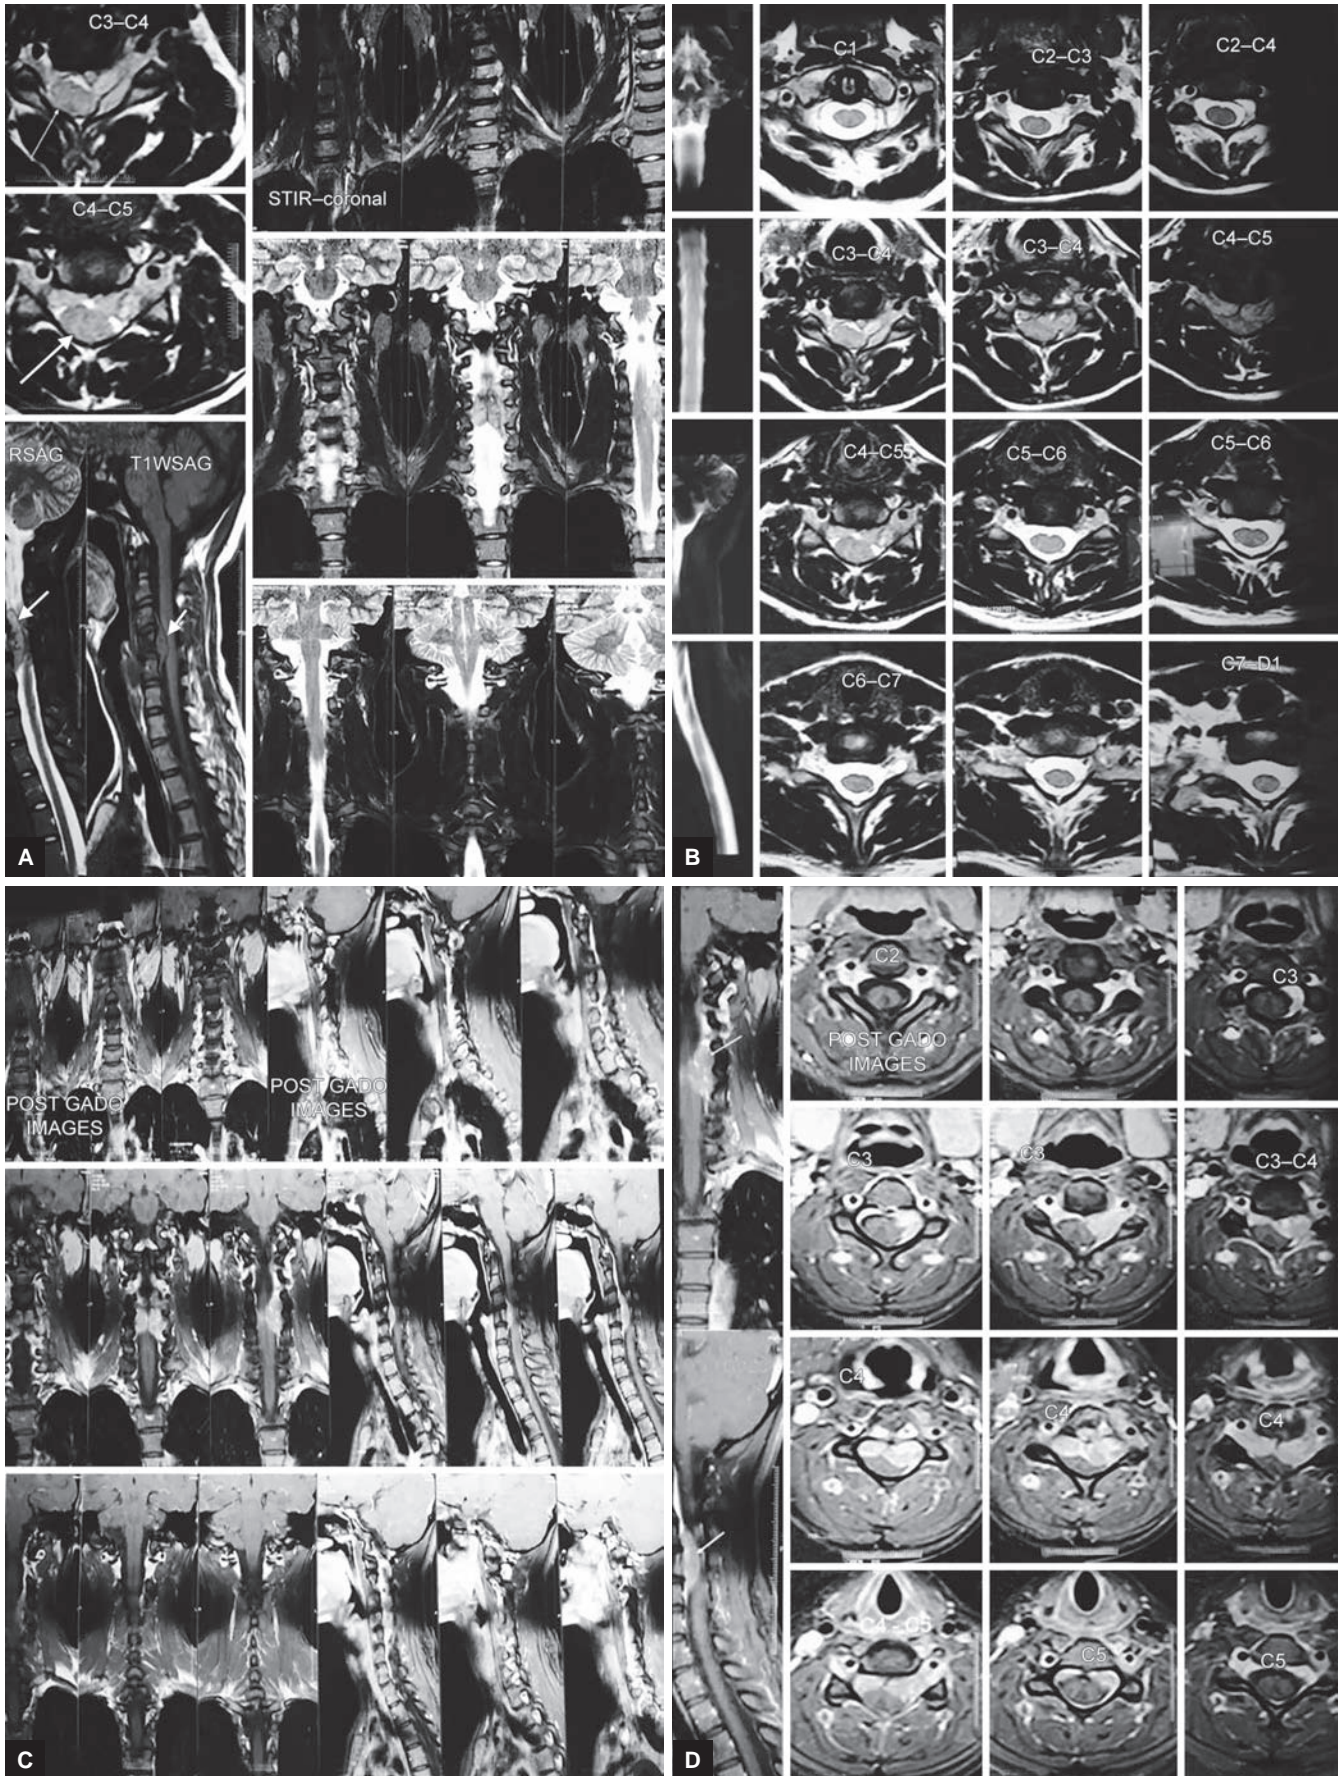 C3–C4
STIR–coronal
C4–C5
RSAG
T1WSAG
A
C1
C2–C3
C2–C4
C3–C4
C3–C4
C4–C5
C4–C55
C5–C6
C5–C6
C6–C7
C7–D1
B
POST GADO
IMAGES
POST GADO
IMAGES
C
C2
POST GADO
IMAGES
C3
C3
C3
C3–C4
C4
C4
C4
C4–C5
C5
C5
D